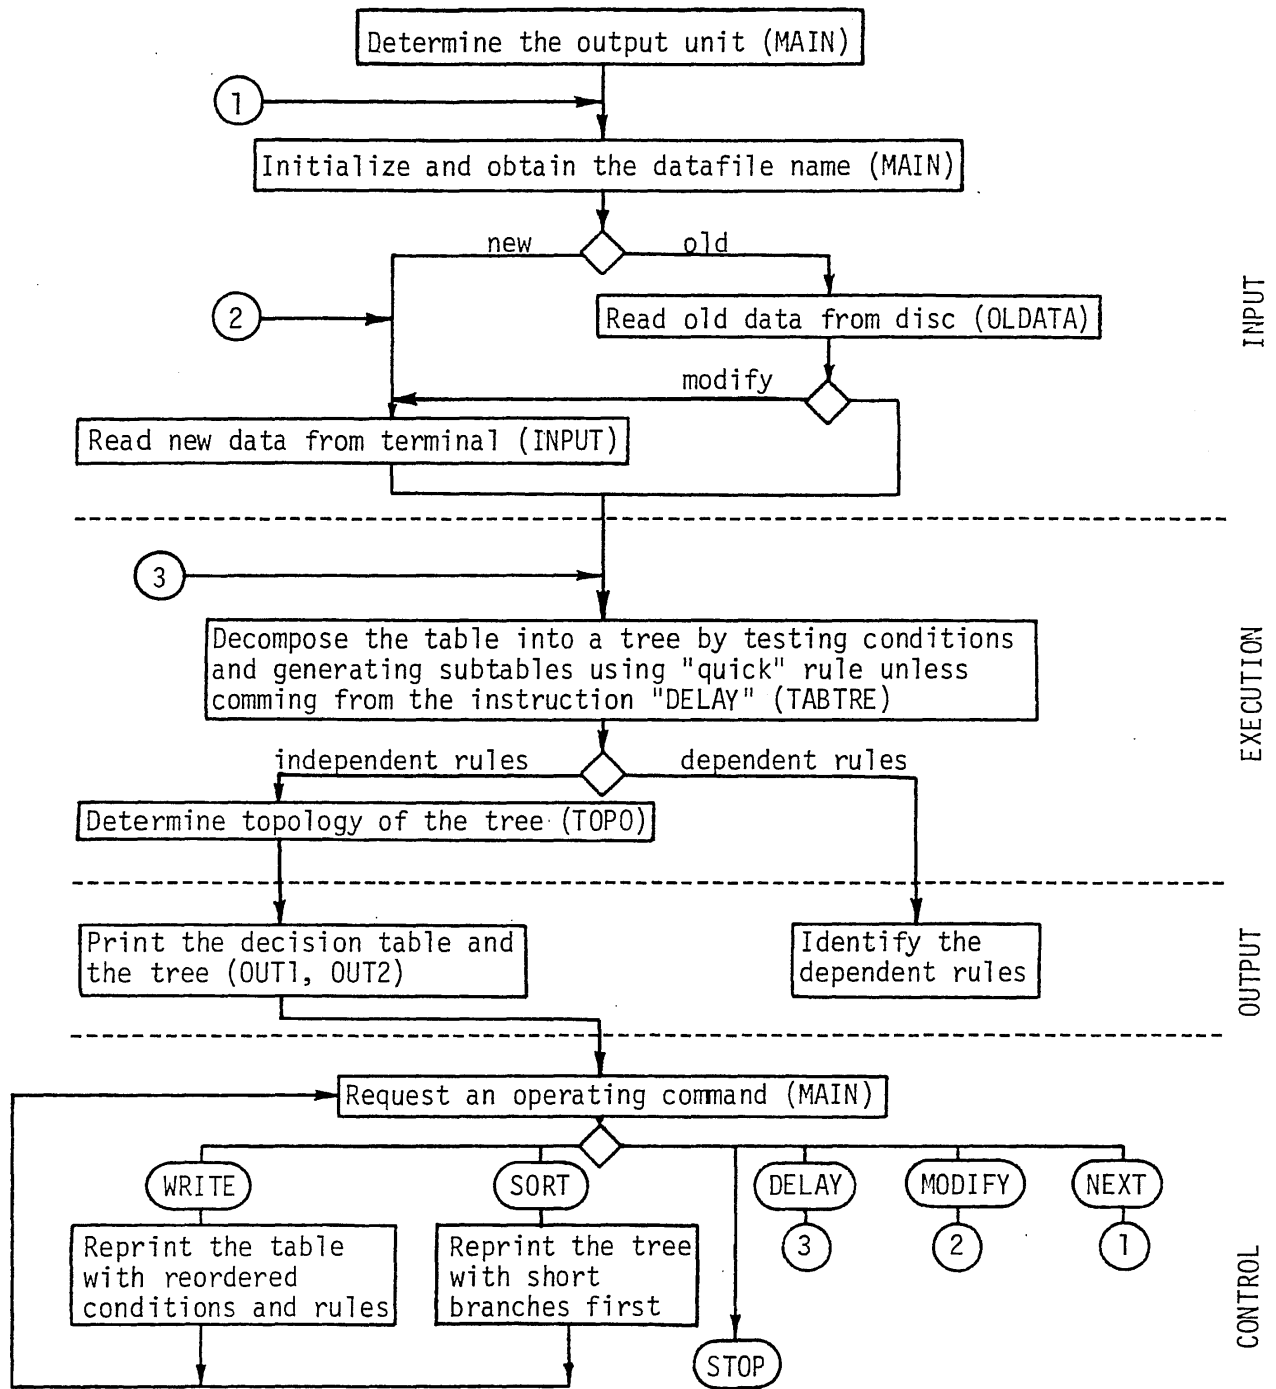 Determine the output unit (MAIN)
1
Initialize and obtain the datafile name (MAIN)
new
old
2
Read old data from disc (OLDATA)
modify
Read new data from terminal (INPUT)
INPUT
3
Decompose the table into a tree by testing conditions
and generating subtables using "quick" rule unless
comming from the instruction "DELAY" (TABTRE)
independent rules
dependent rules
Determine topology of the tree (TOPO)
EXECUTION
Print the decision table and
the tree (OUT1, OUT2)
Identify the
dependent rules
OUTPUT
Request an operating command (MAIN)
WRITE
SORT
DELAY
MODIFY
NEXT
3
2
1
Reprint the table
with reordered
conditions and rules
Reprint the tree
with short
branches first
STOP
CONTROL